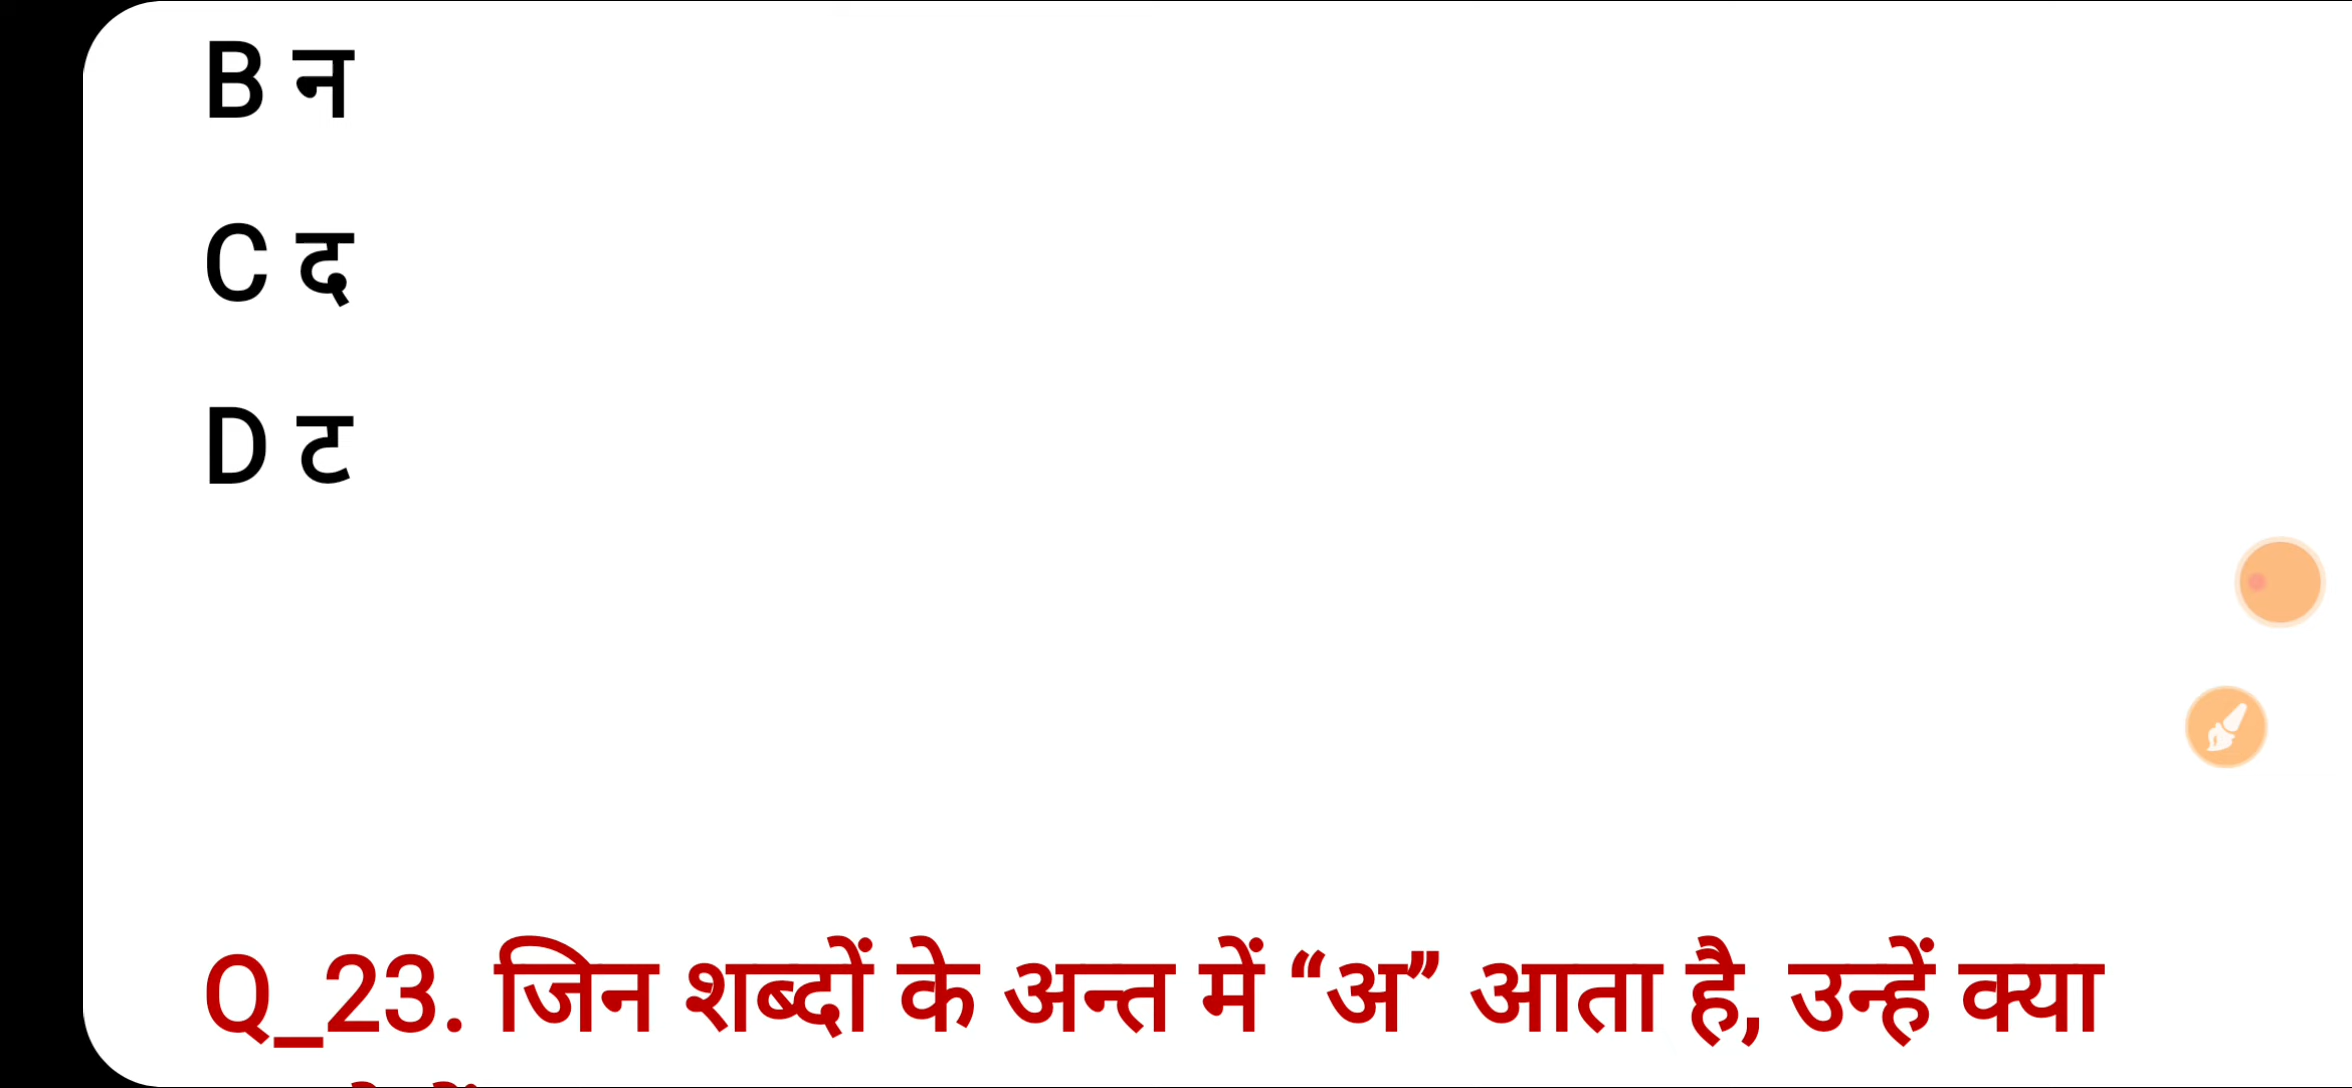 B न
C द
D ट
Q_23. जिन शब्दों के अन्त में “अ” आता है, उन्हें क्या